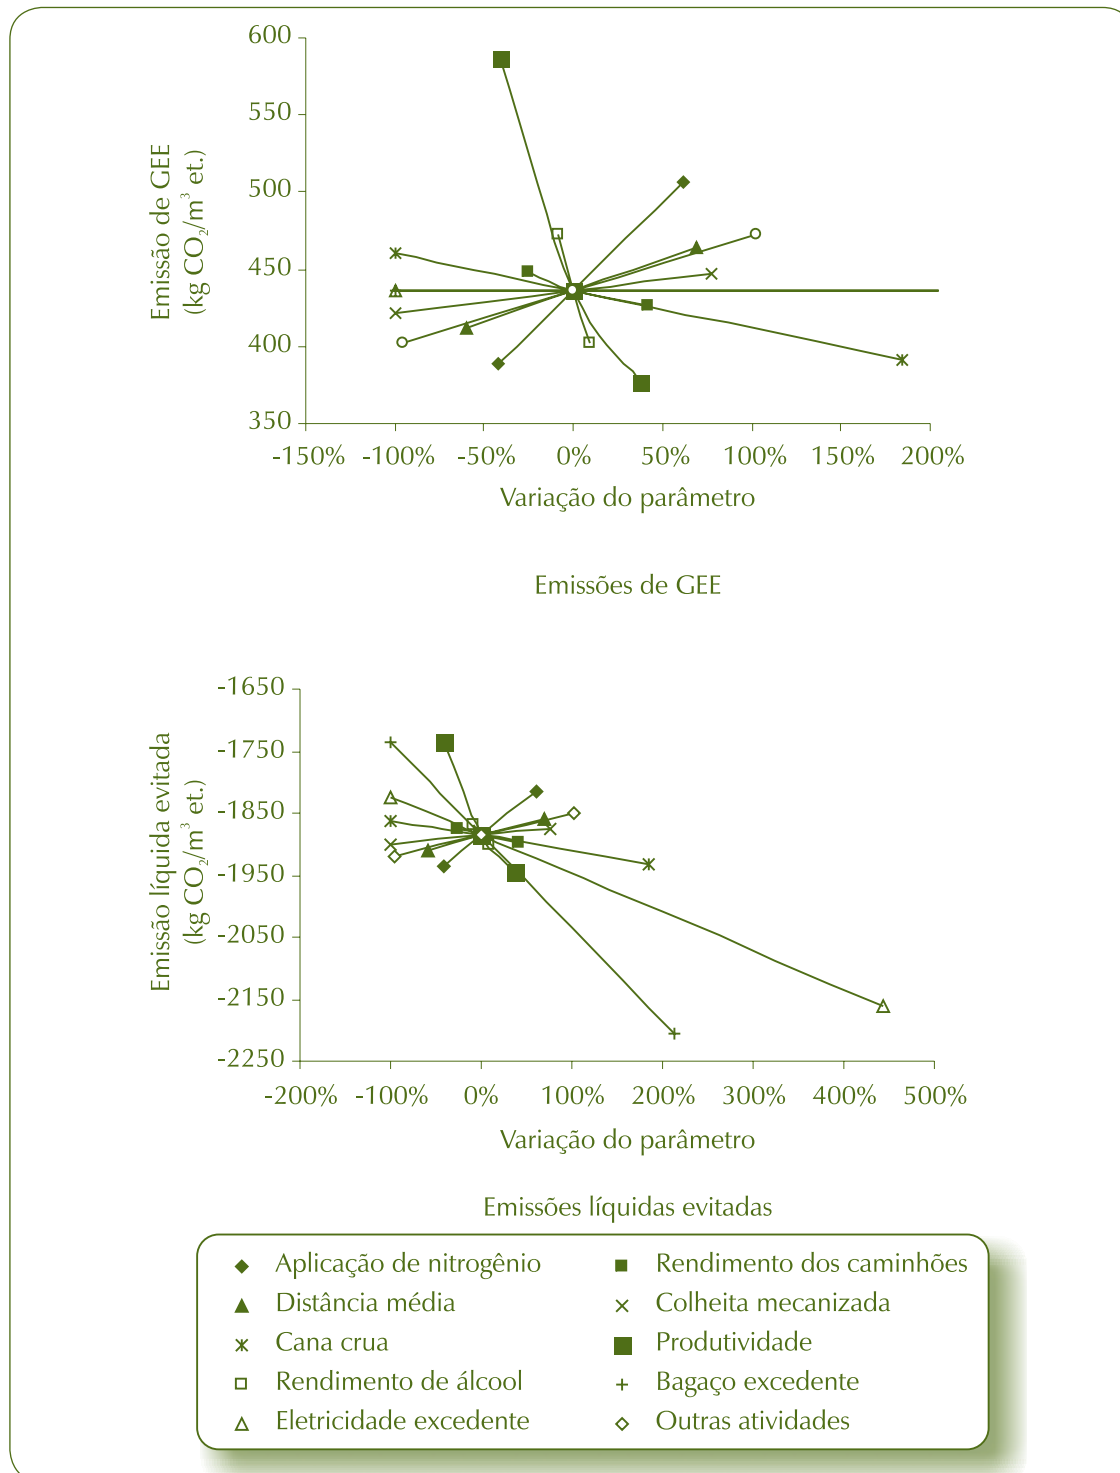 600
550
500
450
400
350
Emissão de GEE
(kg CO₂/m³ et.)
-150% -100% -50% 0% 50% 100% 150% 200%
Variação do parâmetro
Emissões de GEE
-1650
-1750
-1850
-1950
-2050
-2150
-2250
Emissão líquida evitada
(kg CO₂/m³ et.)
-200% -100% 0% 100% 200% 300% 400% 500%
Variação do parâmetro
Emissões líquidas evitadas
Aplicação de nitrogênio
Rendimento dos caminhões
Distância média
Colheita mecanizada
Cana crua
Produtividade
Rendimento de álcool
Bagaço excedente
Eletricidade excedente
Outras atividades